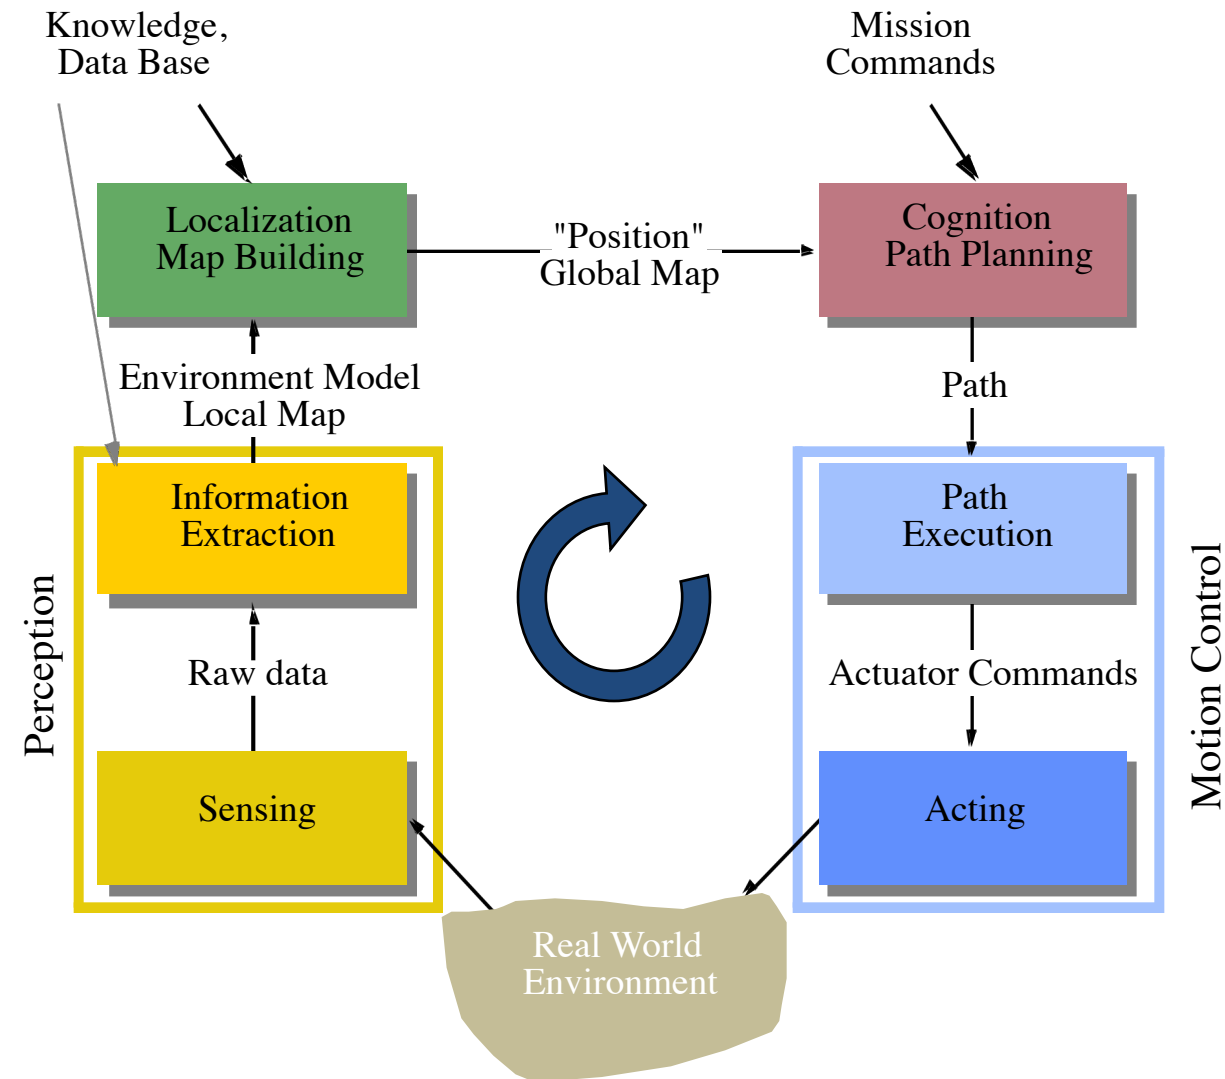 Knowledge,
Data Base
Mission
Commands
Localization
Map Building
"Position"
Global Map
Cognition
Path Planning
Environment Model
Local Map
Path
Information
Extraction
Path
Execution
Perception
Motion Control
Raw data
Actuator Commands
Sensing
Acting
Real World
Environment